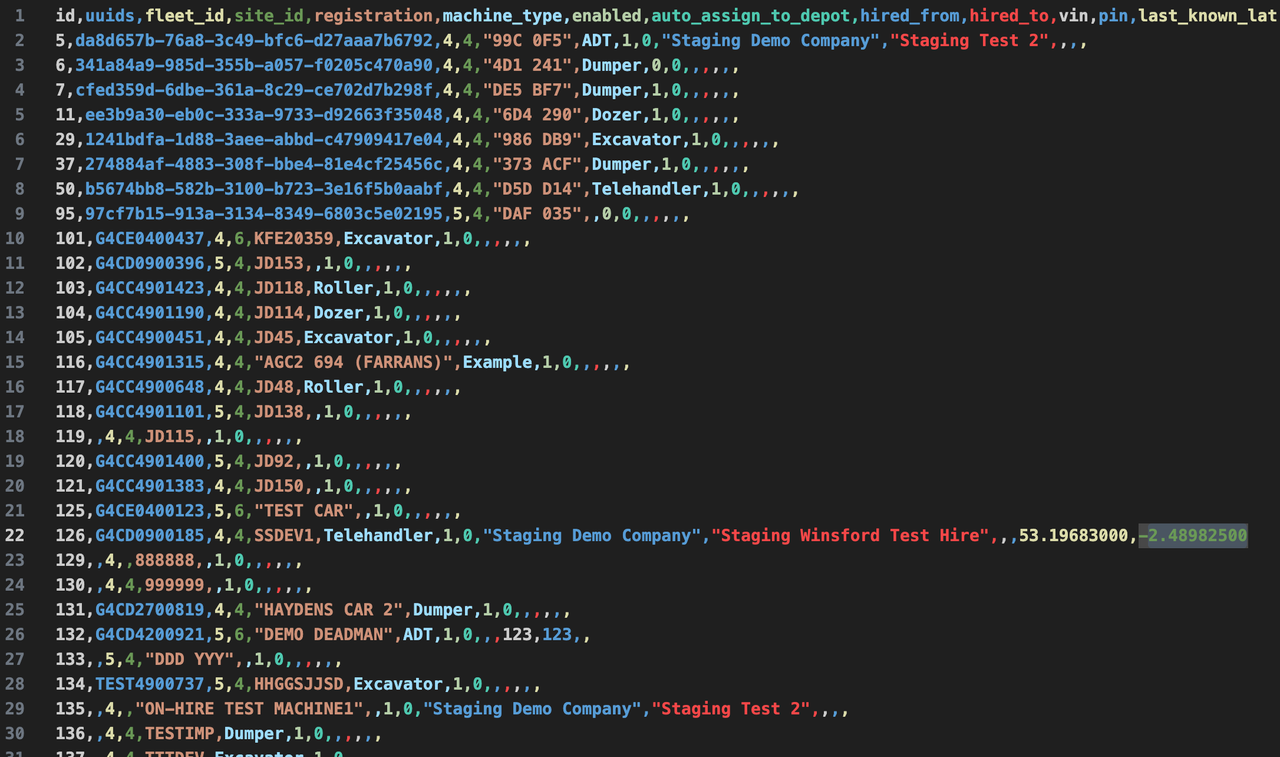 1 id,uuids,fleet_id,site_id,registration,machine_type,enabled,auto_assign_to_depot,hired_from,hired_to,vin,pin,last_known_lat
2 5,da8d657b-76a8-3c49-bfc6-d27aaa7b6792,4,4,"99C 0F5",ADT,1,0,"Staging Demo Company","Staging Test 2",,,,
3 6,341a84a9-985d-355b-a057-f0205c470a90,4,4,"4D1 241",Dumper,0,0,,,,,,
4 7,cfed359d-6dbe-361a-8c29-ce702d7b298f,4,4,"DE5 BF7",Dumper,1,0,,,,,,
5 11,ee3b9a30-eb0c-333a-9733-d92663f35048,4,4,"6D4 290",Dozer,1,0,,,,,,
6 29,1241bdfa-1d88-3aee-abbd-c47909417e04,4,4,"986 DB9",Excavator,1,0,,,,,,
7 37,274884af-4883-308f-bbe4-81e4cf25456c,4,4,"373 ACF",Dumper,1,0,,,,,,
8 50,b5674bb8-582b-3100-b723-3e16f5b0aabf,4,4,"D5D D14",Telehandler,1,0,,,,,,
9 95,97cf7b15-913a-3134-8349-6803c5e02195,5,4,"DAF 035",,0,0,,,,,,
10 101,G4CE0400437,4,6,KFE20359,Excavator,1,0,,,,,,
11 102,G4CD0900396,5,4,JD153,,1,0,,,,,,
12 103,G4CC4901423,4,4,JD118,Roller,1,0,,,,,,
13 104,G4CC4901190,4,4,JD114,Dozer,1,0,,,,,,
14 105,G4CC4900451,4,4,JD45,Excavator,1,0,,,,,,
15 116,G4CC4901315,4,4,"AGC2 694 (FARRANS)",Example,1,0,,,,,,
16 117,G4CC4900648,4,4,JD48,Roller,1,0,,,,,,
17 118,G4CC4901101,5,4,JD138,,1,0,,,,,,
18 119,,4,4,JD115,,1,0,,,,,,
19 120,G4CC4901400,5,4,JD92,,1,0,,,,,,
20 121,G4CC4901383,4,4,JD150,,1,0,,,,,,
21 125,G4CE0400123,5,6,"TEST CAR",,1,0,,,,,,
22 126,G4CD0900185,4,4,SSDEV1,Telehandler,1,0,"Staging Demo Company","Staging Winsford Test Hire",,,53.19683000,-2.48982500
23 129,,4,,888888,,1,0,,,,,,
24 130,,4,4,999999,,1,0,,,,,,
25 131,G4CD2700819,4,4,"HAYDENS CAR 2",Dumper,1,0,,,,,,
26 132,G4CD4200921,5,6,"DEMO DEADMAN",ADT,1,0,,,123,123,,
27 133,,5,4,"DDD YYY",,1,0,,,,,,
28 134,TEST4900737,5,4,HHGGSJJSD,Excavator,1,0,,,,,,
29 135,,4,,"ON-HIRE TEST MACHINE1",,1,0,"Staging Demo Company","Staging Test 2",,,,
30 136,,4,4,TESTIMP,Dumper,1,0,,,,,,
31 137,,4,4,TTTDEV,Excavator,1,0